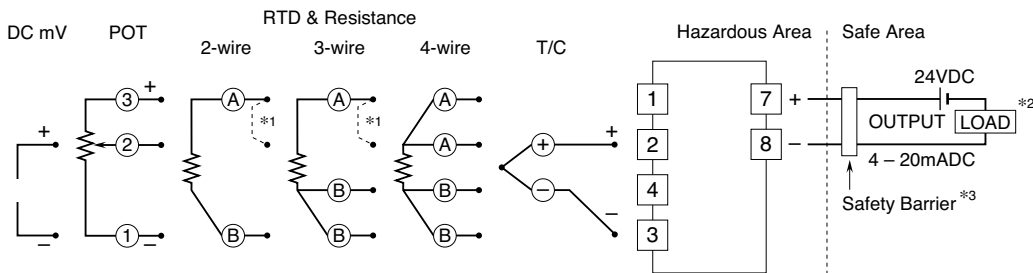 RTD & Resistance
DC mV POT 2-wire 3-wire 4-wire T/C Hazardous Area Safe Area
24VDC
3 + A A A 1 7 + *2
*1 *1 OUTPUT LOAD
+ 2 A + + 2 8 −
4 – 20mADC
B B − 4
− Safety Barrier *3
− 1 − B B B 3